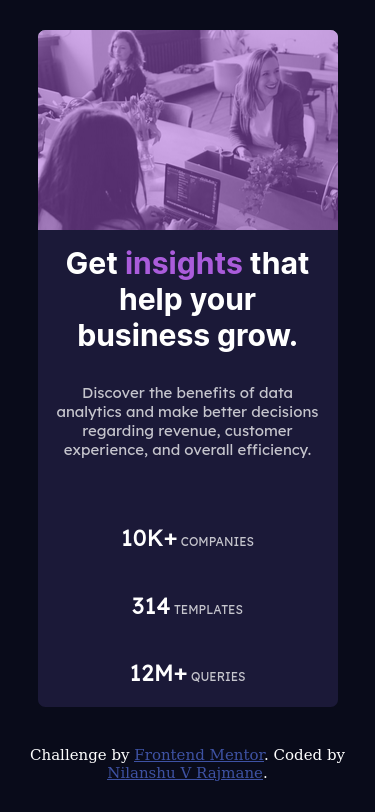 Get insights that
help your
business grow.
Discover the benefits of data
analytics and make better decisions
regarding revenue, customer
experience, and overall efficiency.
10K+ COMPANIES
314 TEMPLATES
12M+ QUERIES
Challenge by Frontend Mentor. Coded by
Nilanshu V Rajmane.